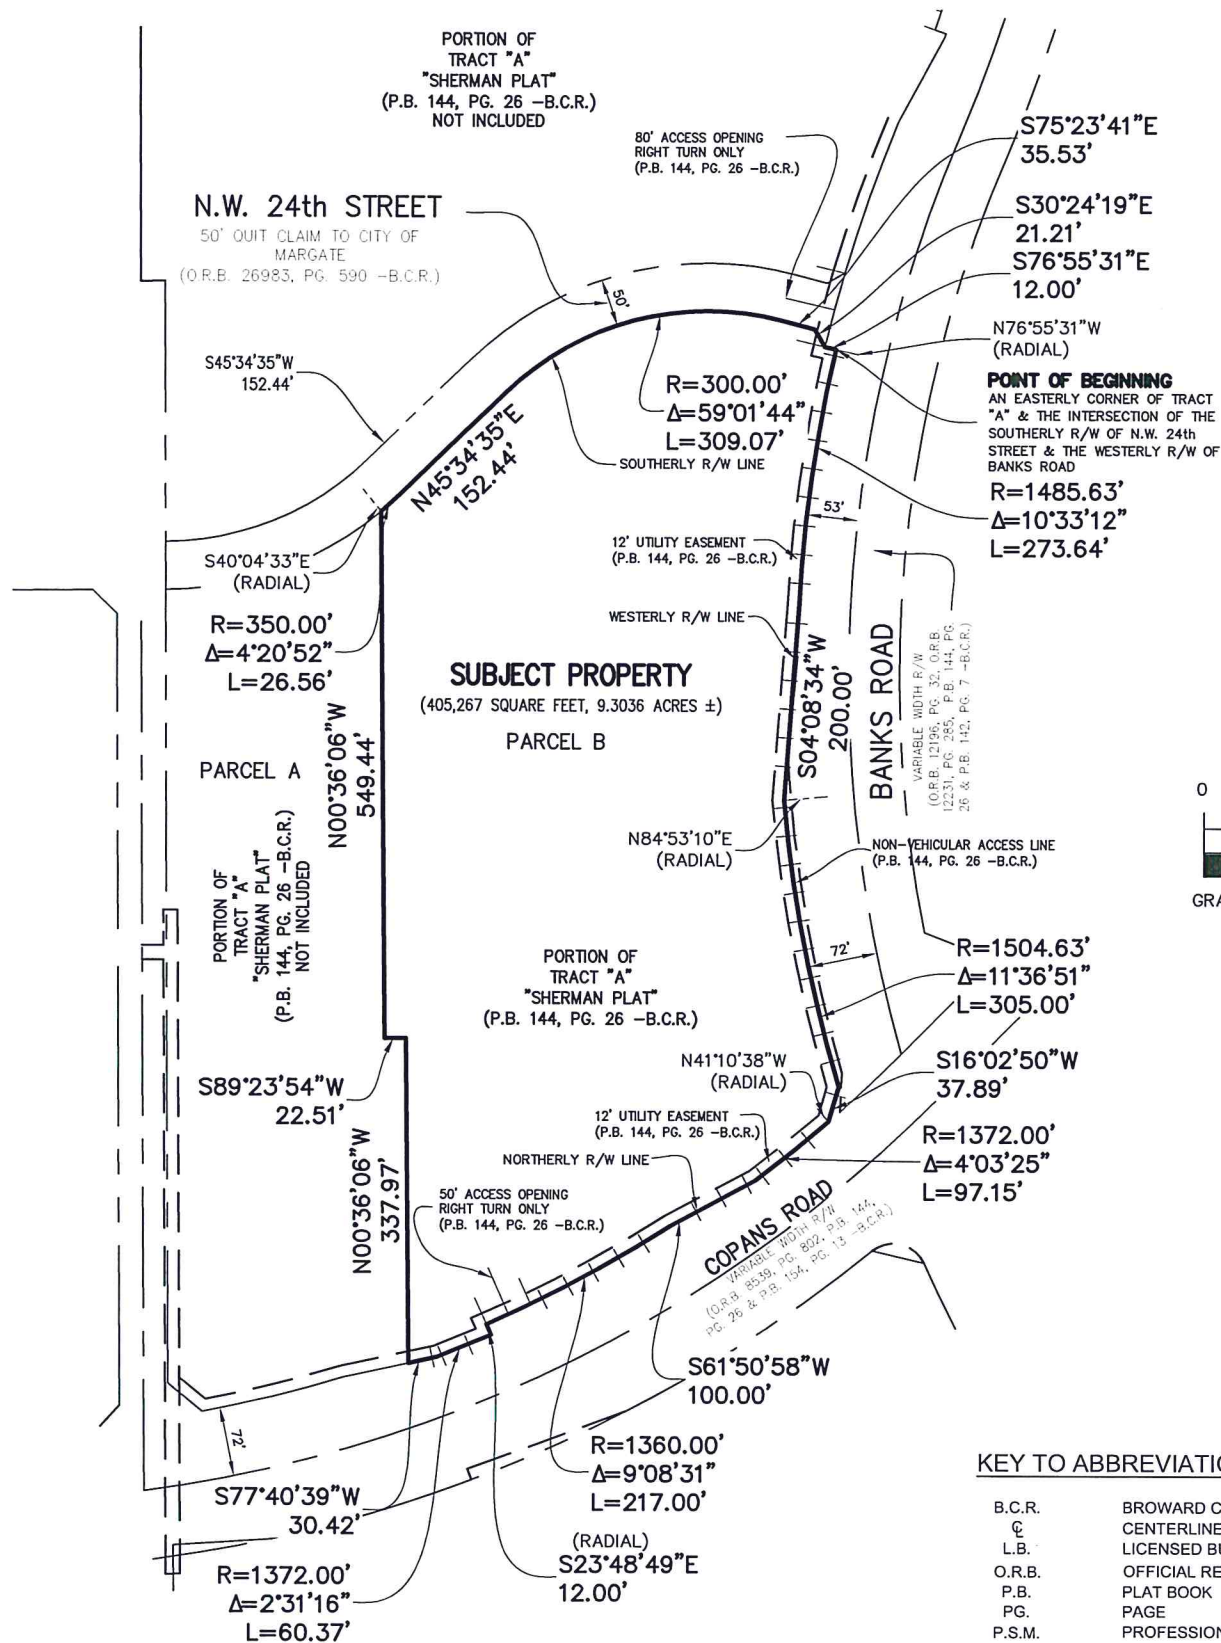 PORTION OF
TRACT "A"
"SHERMAN PLAT"
(P.B. 144, PG. 26 –B.C.R.)
NOT INCLUDED
80' ACCESS OPENING
RIGHT TURN ONLY
(P.B. 144, PG. 26 –B.C.R.)
S75°23'41"E
35.53'
N.W. 24th STREET
50' QUIT CLAIM TO CITY OF
MARGATE
(O.R.B. 26983, PG. 590 –B.C.R.)
50'
S30°24'19"E
21.21'
S76°55'31"E
12.00'
N76°55'31"W
(RADIAL)
S45°34'35"W
152.44'
R=300.00'
Δ=59°01'44"
L=309.07'
POINT OF BEGINNING
AN EASTERLY CORNER OF TRACT
"A" & THE INTERSECTION OF THE
SOUTHERLY R/W OF N.W. 24th
STREET & THE WESTERLY R/W OF
BANKS ROAD
N45°34'35"E
152.44'
SOUTHERLY R/W LINE
R=1485.63'
Δ=10°33'12"
L=273.64'
53'
12' UTILITY EASEMENT
(P.B. 144, PG. 26 –B.C.R.)
S40°04'33"E
(RADIAL)
WESTERLY R/W LINE
R=350.00'
Δ=4°20'52"
L=26.56'
SUBJECT PROPERTY
(405,267 SQUARE FEET, 9.3036 ACRES ±)
PARCEL B
S04°08'34"W
200.00'
BANKS ROAD
VARIABLE WIDTH R/W
(O.R.B. 12196, PG. 32, O.R.B.
12231, PG. 285, P.B. 144, PG.
26 & P.B. 142, PG. 7 –B.C.R.)
N00°36'06"W
549.44'
PARCEL A
PORTION OF
TRACT "A"
"SHERMAN PLAT"
(P.B. 144, PG. 26 –B.C.R.)
NOT INCLUDED
0
N84°53'10"E
(RADIAL)
NON–VEHICULAR ACCESS LINE
(P.B. 144, PG. 26 –B.C.R.)
GRA
72'
R=1504.63'
Δ=11°36'51"
L=305.00'
PORTION OF
TRACT "A"
"SHERMAN PLAT"
(P.B. 144, PG. 26 –B.C.R.)
N41°10'38"W
(RADIAL)
S16°02'50"W
37.89'
S89°23'54"W
22.51'
12' UTILITY EASEMENT
(P.B. 144, PG. 26 –B.C.R.)
R=1372.00'
Δ=4°03'25"
L=97.15'
NORTHERLY R/W LINE
N00°36'06"W
337.97'
50' ACCESS OPENING
RIGHT TURN ONLY
(P.B. 144, PG. 26 –B.C.R.)
COPANS ROAD
VARIABLE WIDTH R/W
(O.R.B. 8539, PG. 802, P.B. 144,
PG. 26 & P.B. 154, PG. 13 –B.C.R.)
S61°50'58"W
100.00'
72'
R=1360.00'
Δ=9°08'31"
L=217.00'
S77°40'39"W
30.42'
(RADIAL)
S23°48'49"E
12.00'
R=1372.00'
Δ=2°31'16"
L=60.37'
KEY TO ABBREVIATIO
B.C.R. BROWARD C
℄ CENTERLINE
L.B. LICENSED BU
O.R.B. OFFICIAL RE
P.B. PLAT BOOK
PG. PAGE
P.S.M. PROFESSION